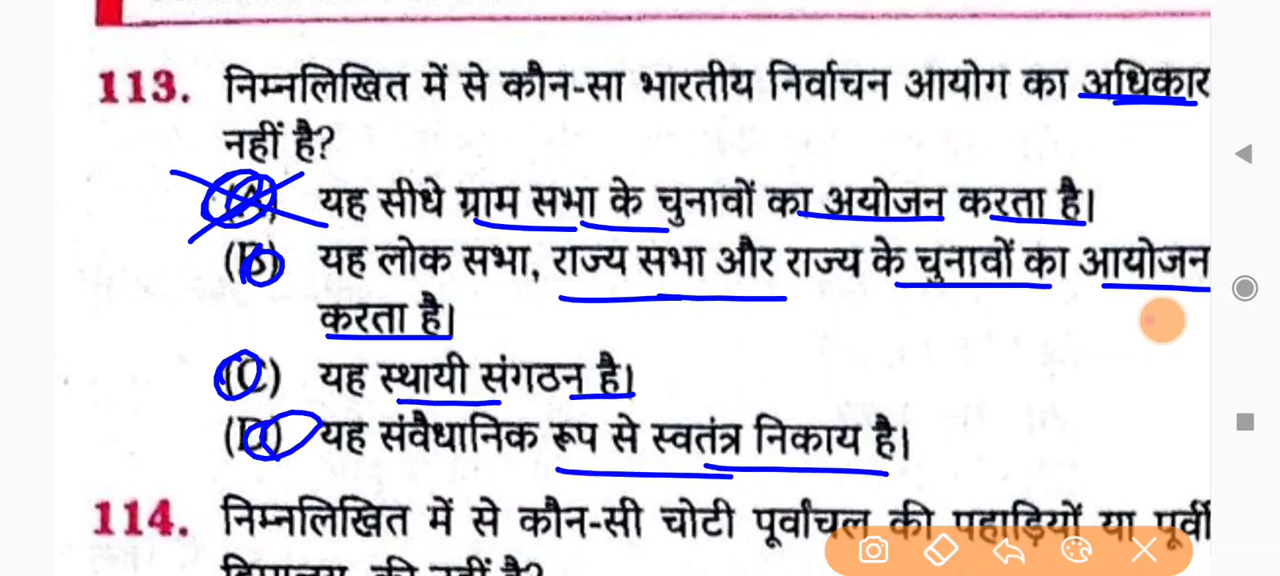 113. निम्नलिखित में से कौन-सा भारतीय निर्वाचन आयोग का अधिकार
नहीं है?
(A) यह सीधे ग्राम सभा के चुनावों का अयोजन करता है।
(B) यह लोक सभा, राज्य सभा और राज्य के चुनावों का आयोजन
करता है।
(C) यह स्थायी संगठन है।
(D) यह संवैधानिक रूप से स्वतंत्र निकाय है।
114. निम्नलिखित में से कौन-सी चोटी पूर्वांचल की पहाड़ियों या पूर्वी